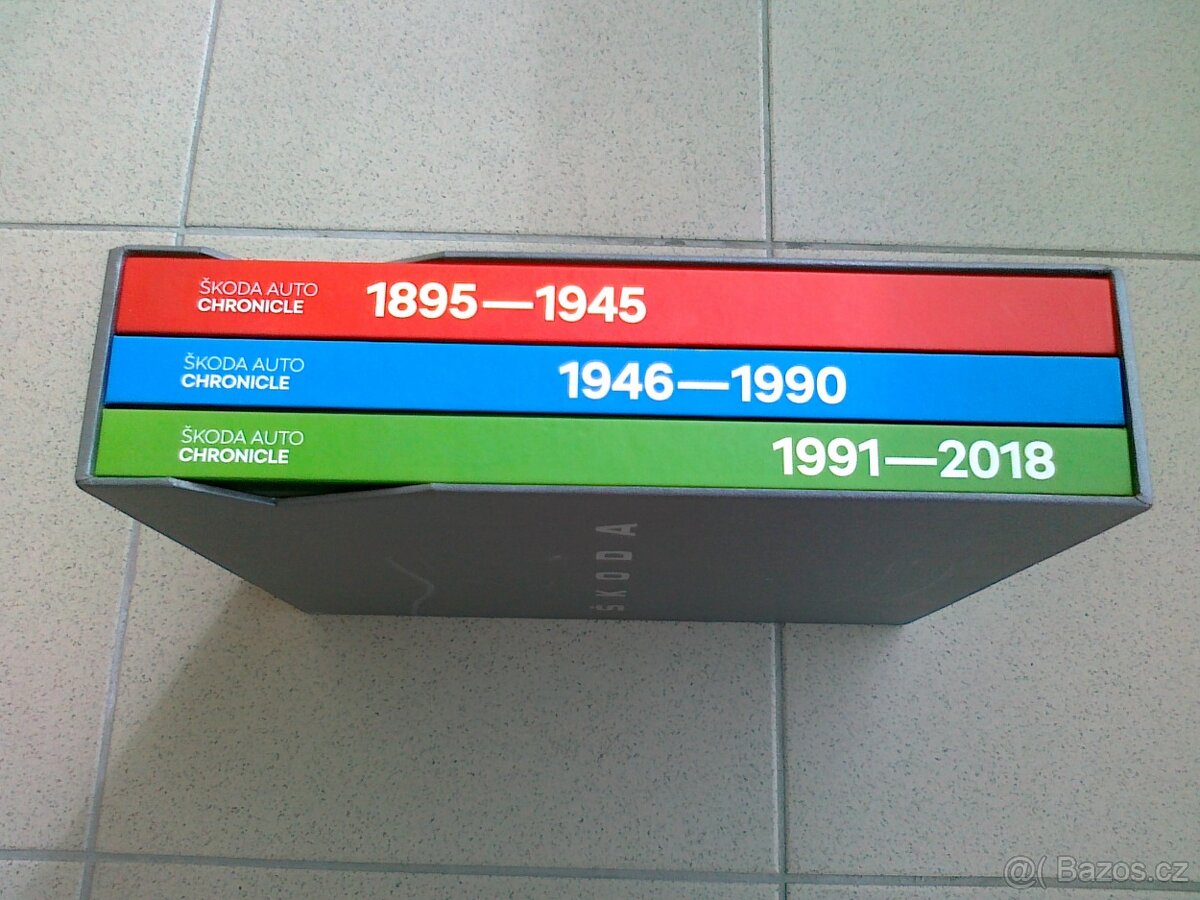 ŠKODA AUTO
CHRONICLE
1895—1945
ŠKODA AUTO
CHRONICLE
1946—1990
ŠKODA AUTO
CHRONICLE
1991—2018
ŠKODA
@( Bazos.cz